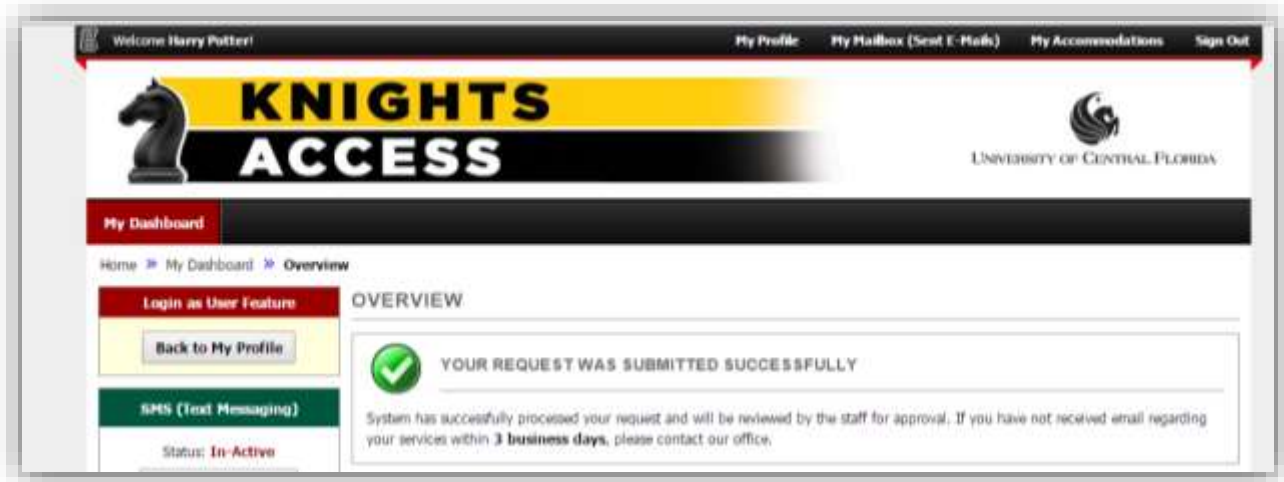 Welcome Harry Potter!
My Profile My Mailbox (Sent E-Mails) My Accommodations Sign Out
KNIGHTS
ACCESS
UNIVERSITY OF CENTRAL FLORIDA
My Dashboard
Home » My Dashboard » Overview
Login as User Feature
Back to My Profile
SMS (Text Messaging)
Status: In-Active
OVERVIEW
YOUR REQUEST WAS SUBMITTED SUCCESSFULLY
System has successfully processed your request and will be reviewed by the staff for approval. If you have not received email regarding
your services within 3 business days, please contact our office.